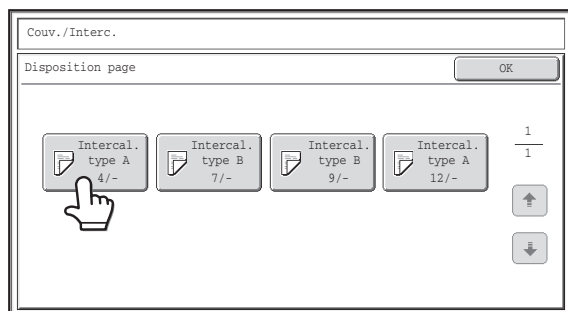 Couv./Interc.
Disposition page
OK
Intercal.
type A
4/-
Intercal.
type B
7/-
Intercal.
type B
9/-
Intercal.
type A
12/-
1
1